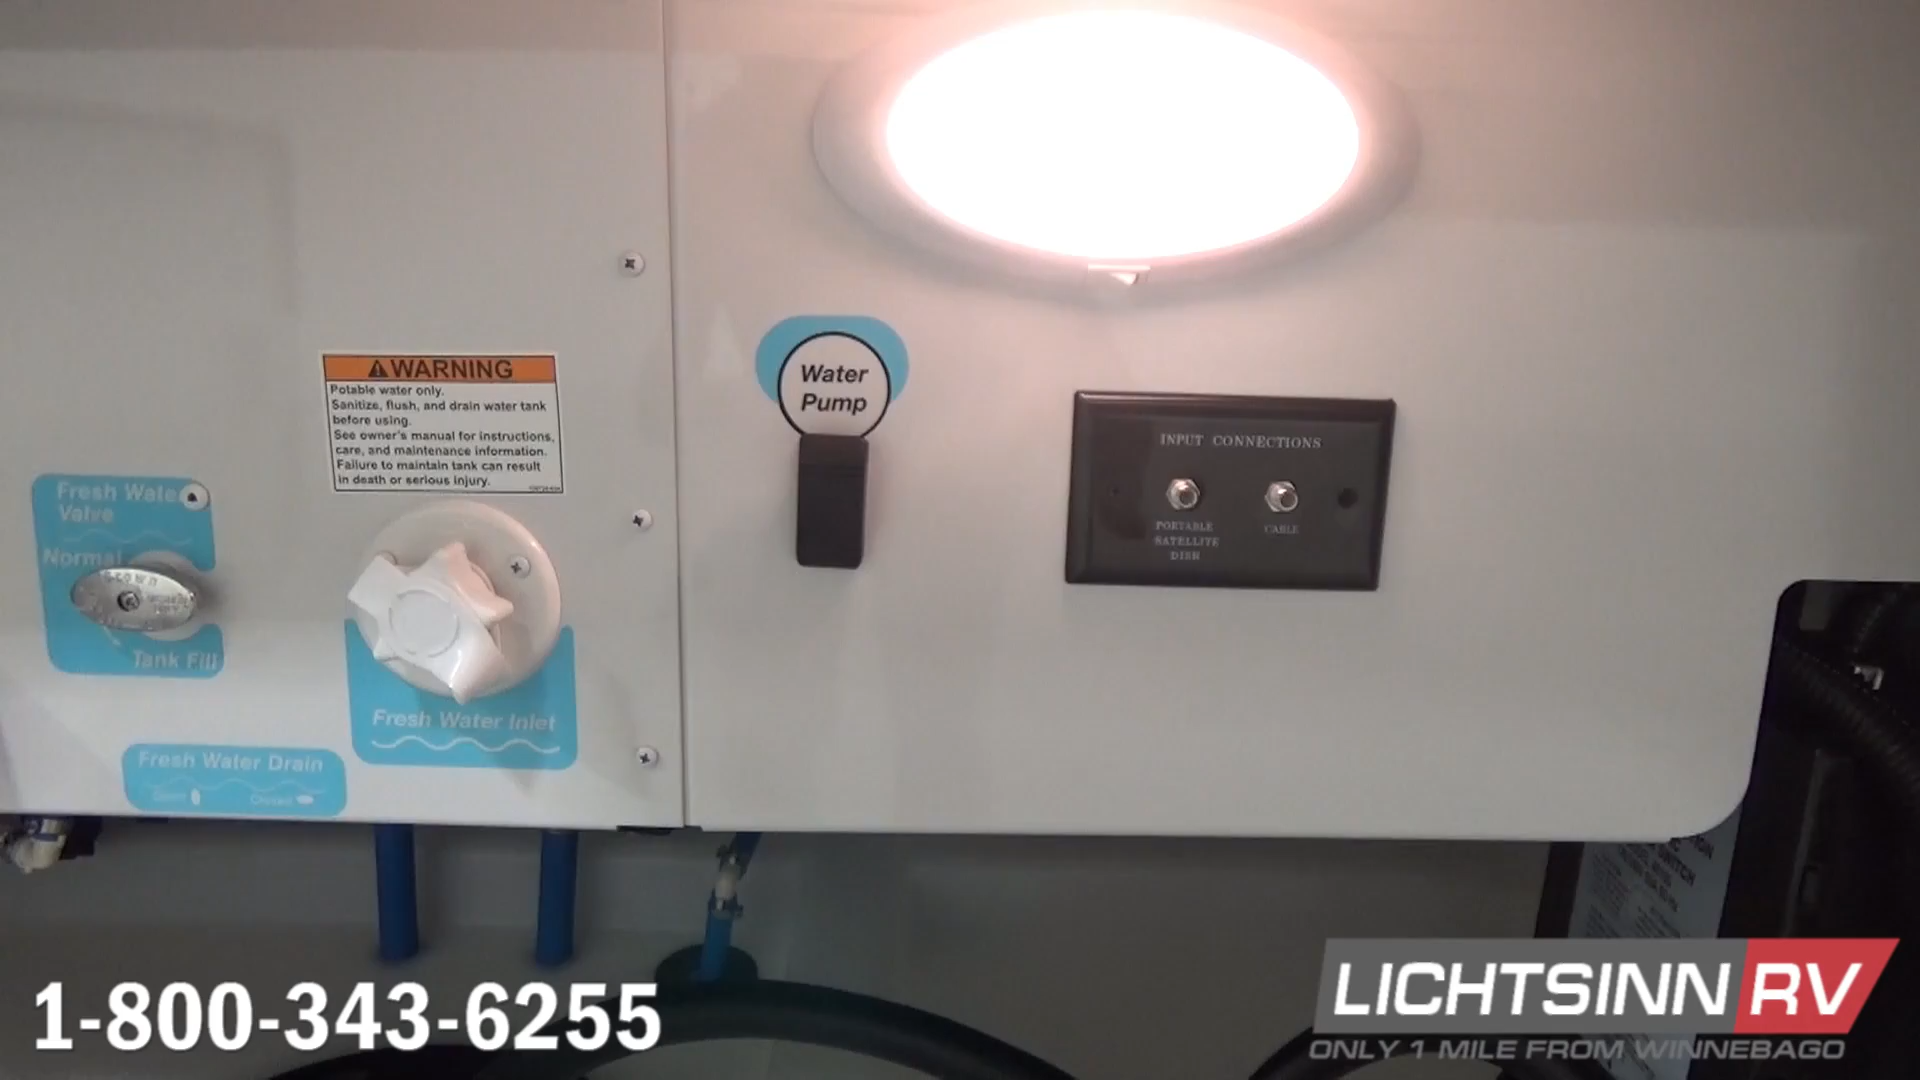 WARNING
Potable water only.
Sanitize, flush, and drain water tank
before using.
See owner's manual for instructions,
care, and maintenance information.
Failure to maintain tank can result
in death or serious injury.
Fresh Wate
Valve
Normal
Tank Fill
Fresh Water Inlet
Fresh Water Drain
Open
Closed
Water
Pump
INPUT CONNECTIONS
PORTABLE
SATELLITE
DISH
CABLE
SWITCH
1-800-343-6255
LICHTSINN RV
ONLY 1 MILE FROM WINNEBAGO